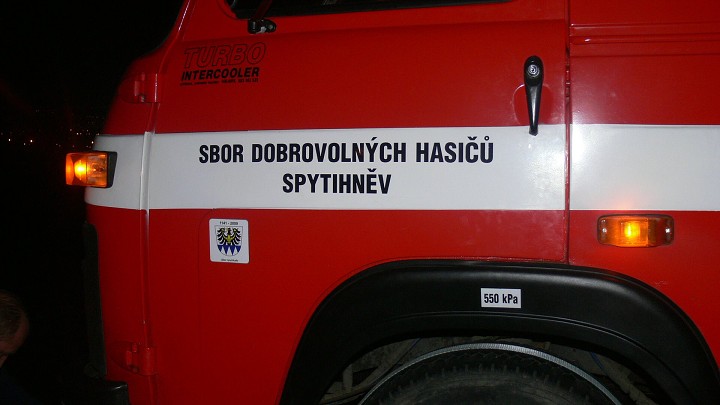 TURBO
INTERCOOLER
SBOR DOBROVOLNÝCH HASIČŮ
SPYTIHNĚV
550 kPa